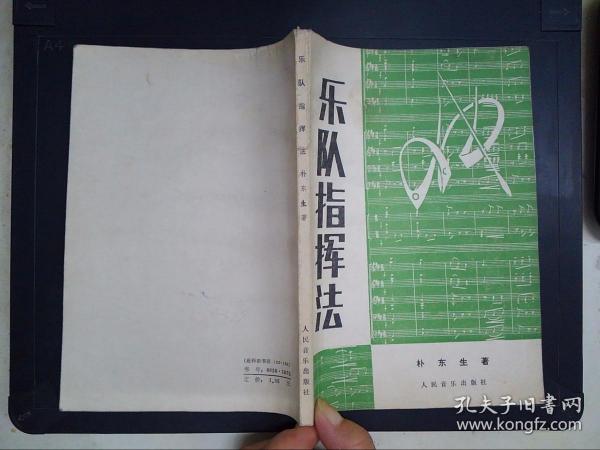 乐队指挥法
朴东生著
人民音乐出版社
乐队指挥法 朴东生著
人民音乐出版社
A4
孔夫子旧书网
www.kongfz.com